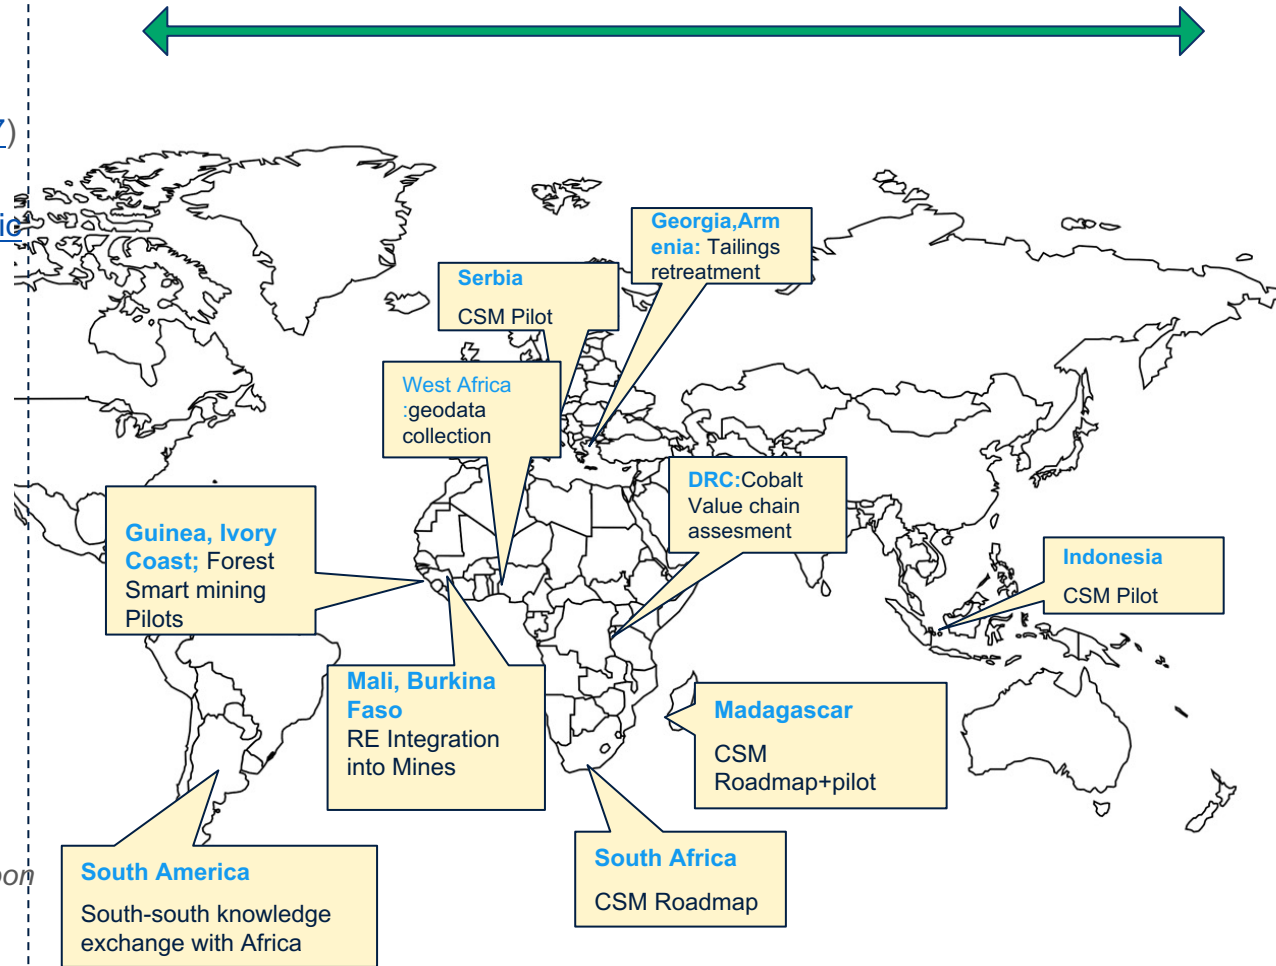 )
ic
Georgia,Arm
enia: Tailings
retreatment
Serbia
CSM Pilot
West Africa
:geodata
collection
DRC:Cobalt
Value chain
assesment
Guinea, Ivory
Coast; Forest
Smart mining
Pilots
Indonesia
CSM Pilot
Mali, Burkina
Faso
RE Integration
into Mines
Madagascar
CSM
Roadmap+pilot
South Africa
CSM Roadmap
South America
South-south knowledge
exchange with Africa
on